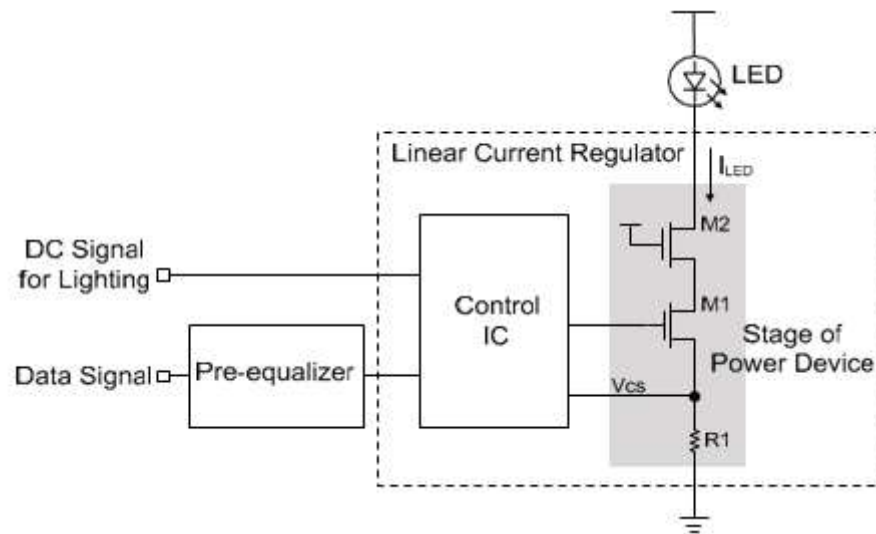 LED
Linear Current Regulator
I_LED
M2
DC Signal
for Lighting
Control
IC
M1
Stage of
Power Device
Data Signal
Pre-equalizer
Vcs
R1